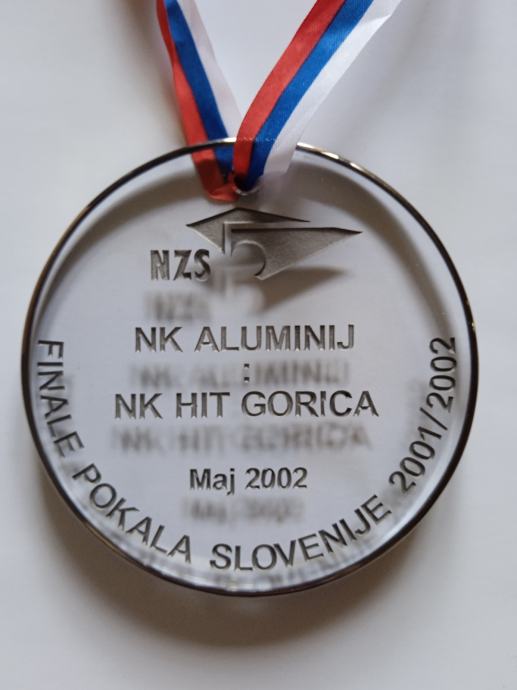 NZS
NK ALUMINIJ
:
NK HIT GORICA
Maj 2002
FINALE POKALA SLOVENIJE 2001/2002